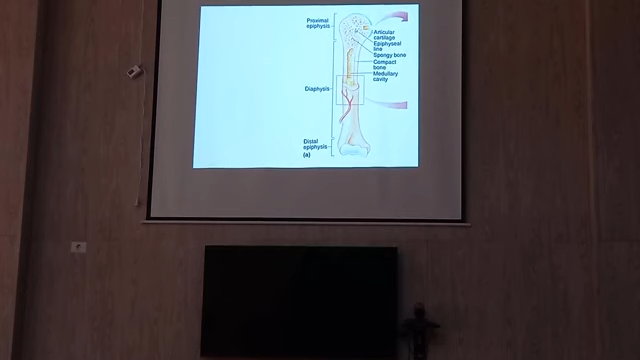 Proximal
epiphysis
Articular
cartilage
Epiphyseal
line
Spongy bone
Compact
bone
Medullary
cavity
Diaphysis
Distal
epiphysis
(a)